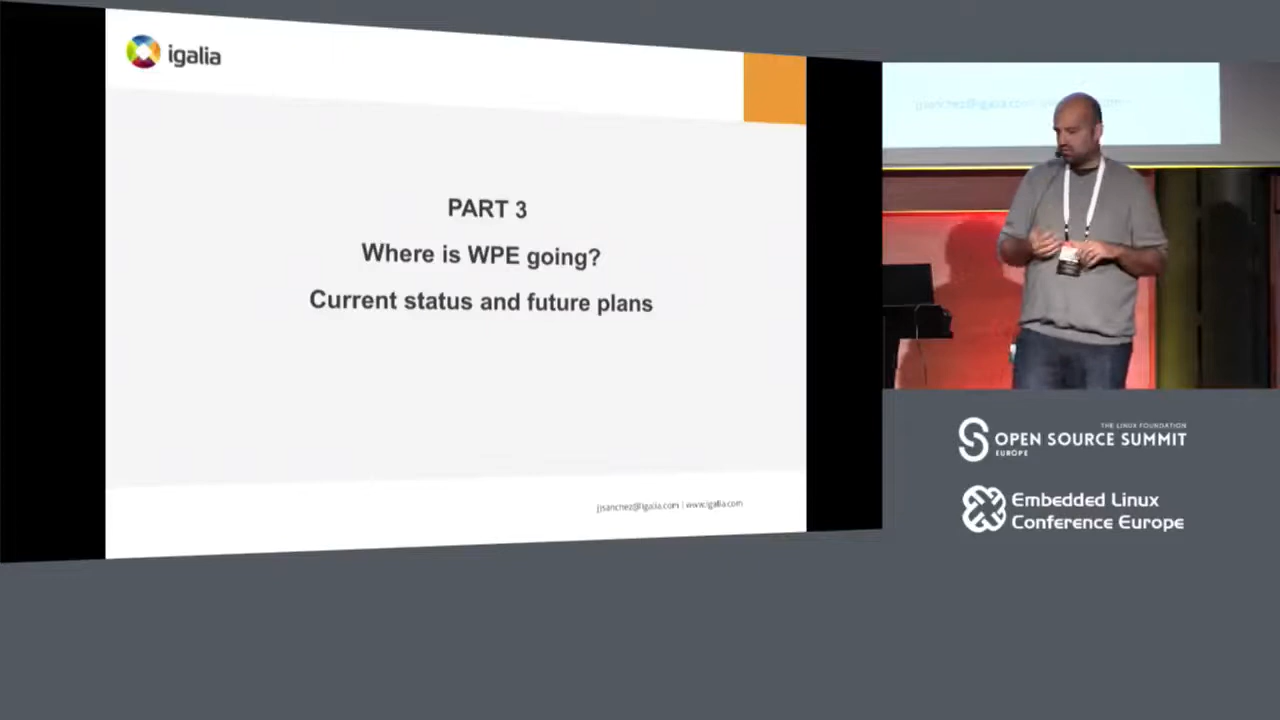 igalia
PART 3
Where is WPE going?
Current status and future plans
jjsanchez@igalia.com | www.igalia.com
THE LINUX FOUNDATION
OPEN SOURCE SUMMIT
EUROPE
Embedded Linux
Conference Europe